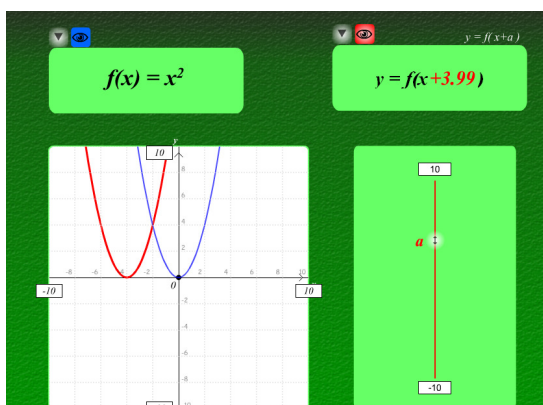 y = f( x+a )
f(x) = x²
y = f(x+3.99)
y
10
8
6
4
2
-8 -6 -4 -2 2 4 6 8 10
-10 0 10
-2
-4
-6
-8
10
a
-10